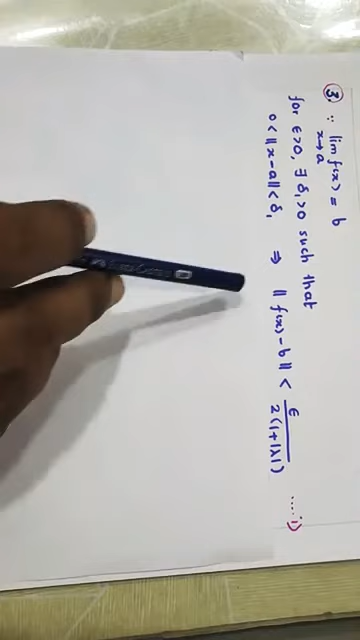 ③ ∵ lim f(x) = b
x→a
for ε>0, ∃ δ₁>0 such that
0<||x-a||<δ₁ ⇒ ||f(x)-b|| < ε/2(1+|λ|) ....i)